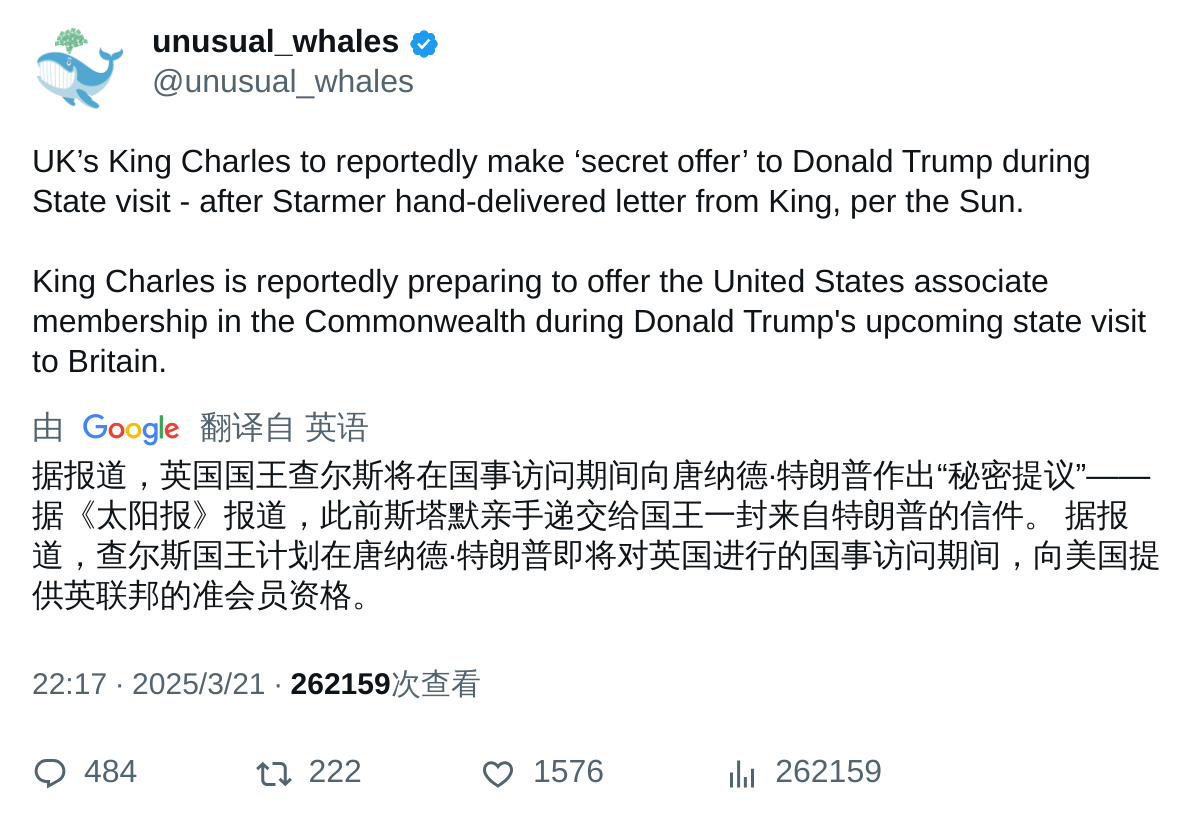 unusual_whales
@unusual_whales
UK’s King Charles to reportedly make ‘secret offer’ to Donald Trump during
State visit - after Starmer hand-delivered letter from King, per the Sun.
King Charles is reportedly preparing to offer the United States associate
membership in the Commonwealth during Donald Trump's upcoming state visit
to Britain.
由 Google 翻译自 英语
据报道，英国国王查尔斯将在国事访问期间向唐纳德·特朗普作出“秘密提议”——
据《太阳报》报道，此前斯塔默亲手递交给国王一封来自特朗普的信件。 据报
道，查尔斯国王计划在唐纳德·特朗普即将对英国进行的国事访问期间，向美国提
供英联邦的准会员资格。
22:17 · 2025/3/21 · 262159次查看
484 222 1576 262159